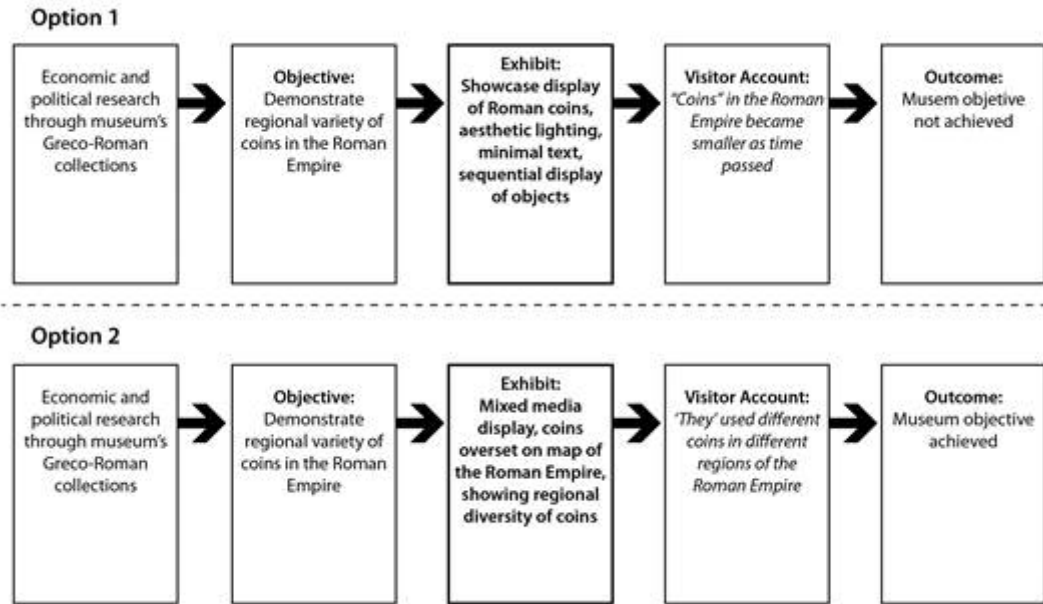 Option 1
Economic and
political research
through museum's
Greco-Roman
collections
Objective:
Demonstrate
regional variety of
coins in the Roman
Empire
Exhibit:
Showcase display
of Roman coins,
aesthetic lighting,
minimal text,
sequential display
of objects
Visitor Account:
"Coins" in the Roman
Empire became
smaller as time
passed
Outcome:
Musem objetive
not achieved
Option 2
Economic and
political research
through museum's
Greco-Roman
collections
Objective:
Demonstrate
regional variety of
coins in the Roman
Empire
Exhibit:
Mixed media
display, coins
overset on map of
the Roman Empire,
showing regional
diversity of coins
Visitor Account:
'They' used different
coins in different
regions of the
Roman Empire
Outcome:
Museum objective
achieved